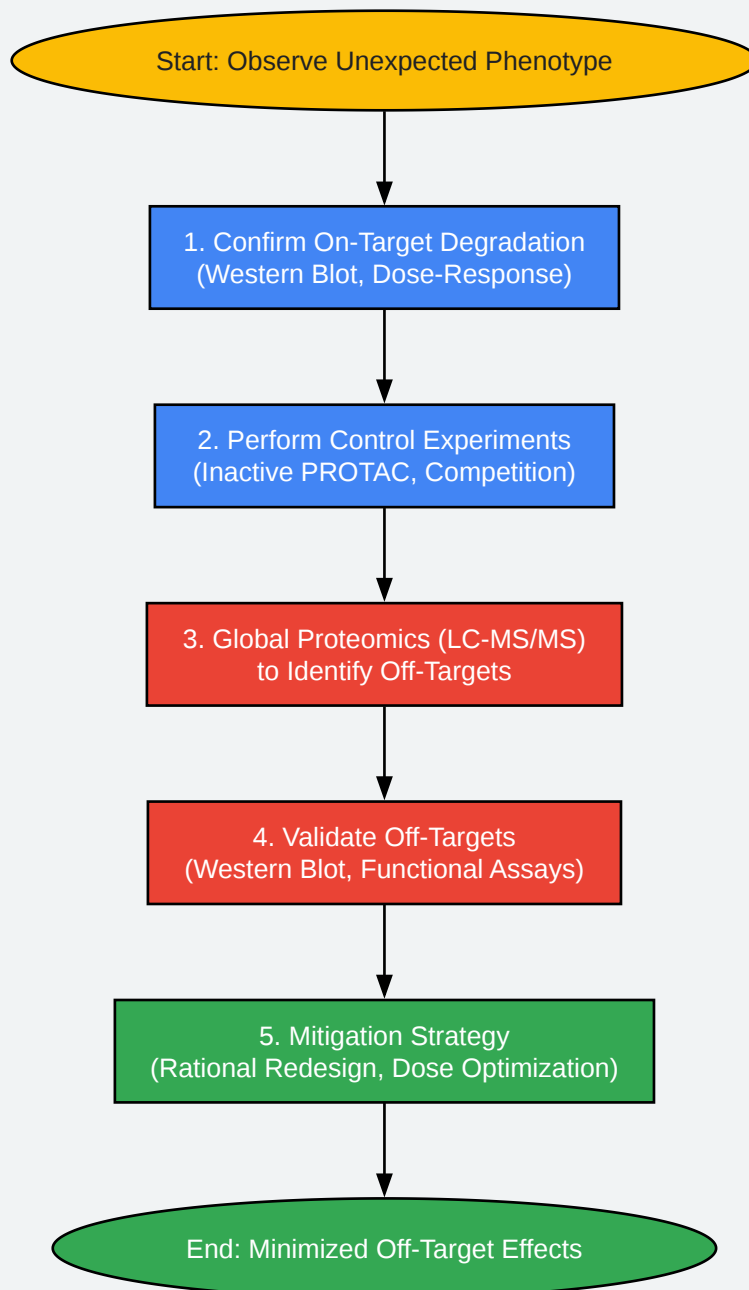 Start: Observe Unexpected Phenotype
1. Confirm On-Target Degradation
(Western Blot, Dose-Response)
2. Perform Control Experiments
(Inactive PROTAC, Competition)
3. Global Proteomics (LC-MS/MS)
to Identify Off-Targets
4. Validate Off-Targets
(Western Blot, Functional Assays)
5. Mitigation Strategy
(Rational Redesign, Dose Optimization)
End: Minimized Off-Target Effects